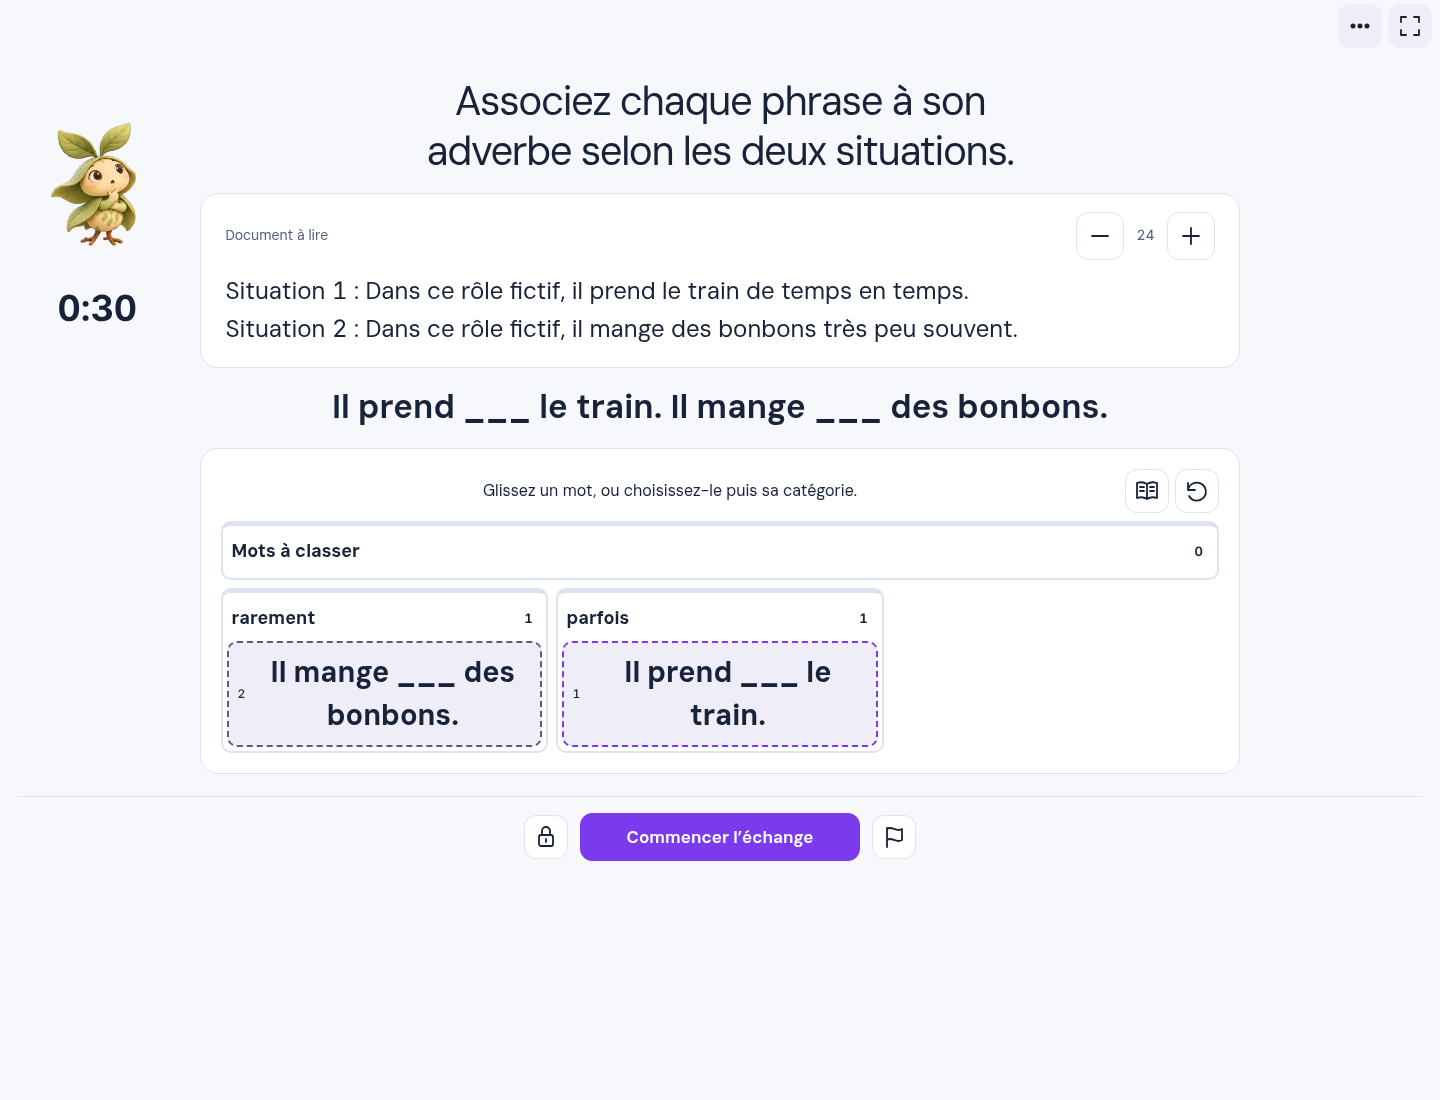 Associez chaque phrase à son
adverbe selon les deux situations.
0:30
Document à lire
24
Situation 1 : Dans ce rôle fictif, il prend le train de temps en temps.
Situation 2 : Dans ce rôle fictif, il mange des bonbons très peu souvent.
Il prend ___ le train. Il mange ___ des bonbons.
Glissez un mot, ou choisissez-le puis sa catégorie.
Mots à classer
0
rarement
1
2
Il mange ___ des
bonbons.
parfois
1
1
Il prend ___ le
train.
Commencer l’échange